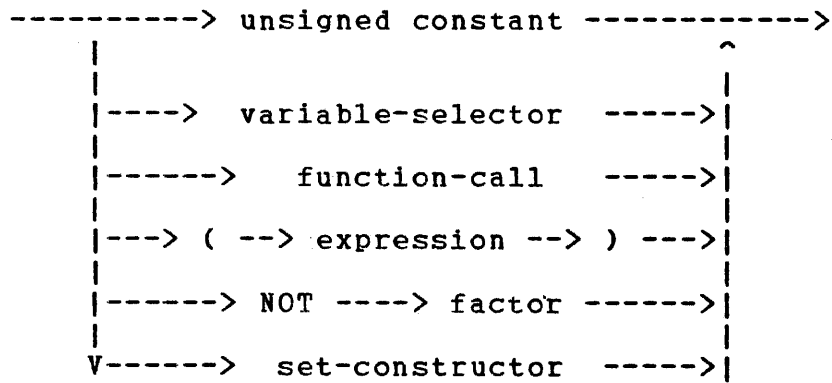 ----------> unsigned constant ------------>
|----> variable-selector ----->|
|------> function-call ----->|
|---> ( --> expression --> ) ---->|
|------> NOT ----> factor ------>|
V------> set-constructor ----->|